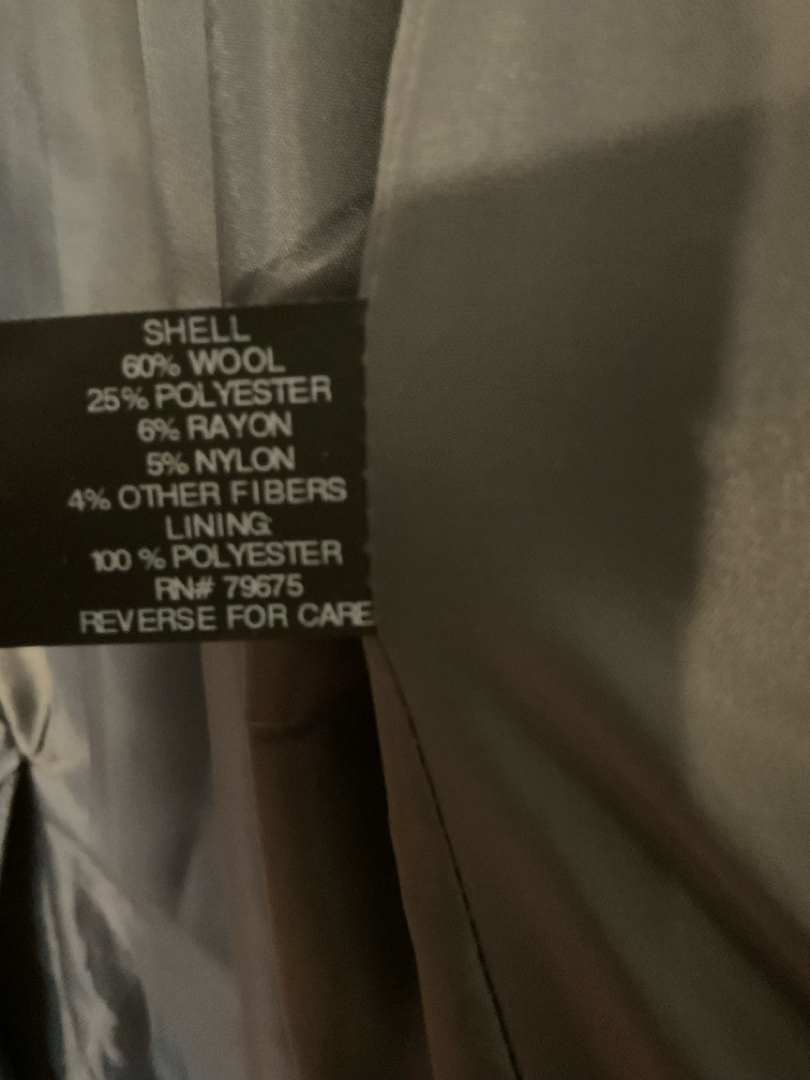 SHELL
60% WOOL
25% POLYESTER
6% RAYON
5% NYLON
4% OTHER FIBERS
LINING:
100 % POLYESTER
RN# 79675
REVERSE FOR CARE